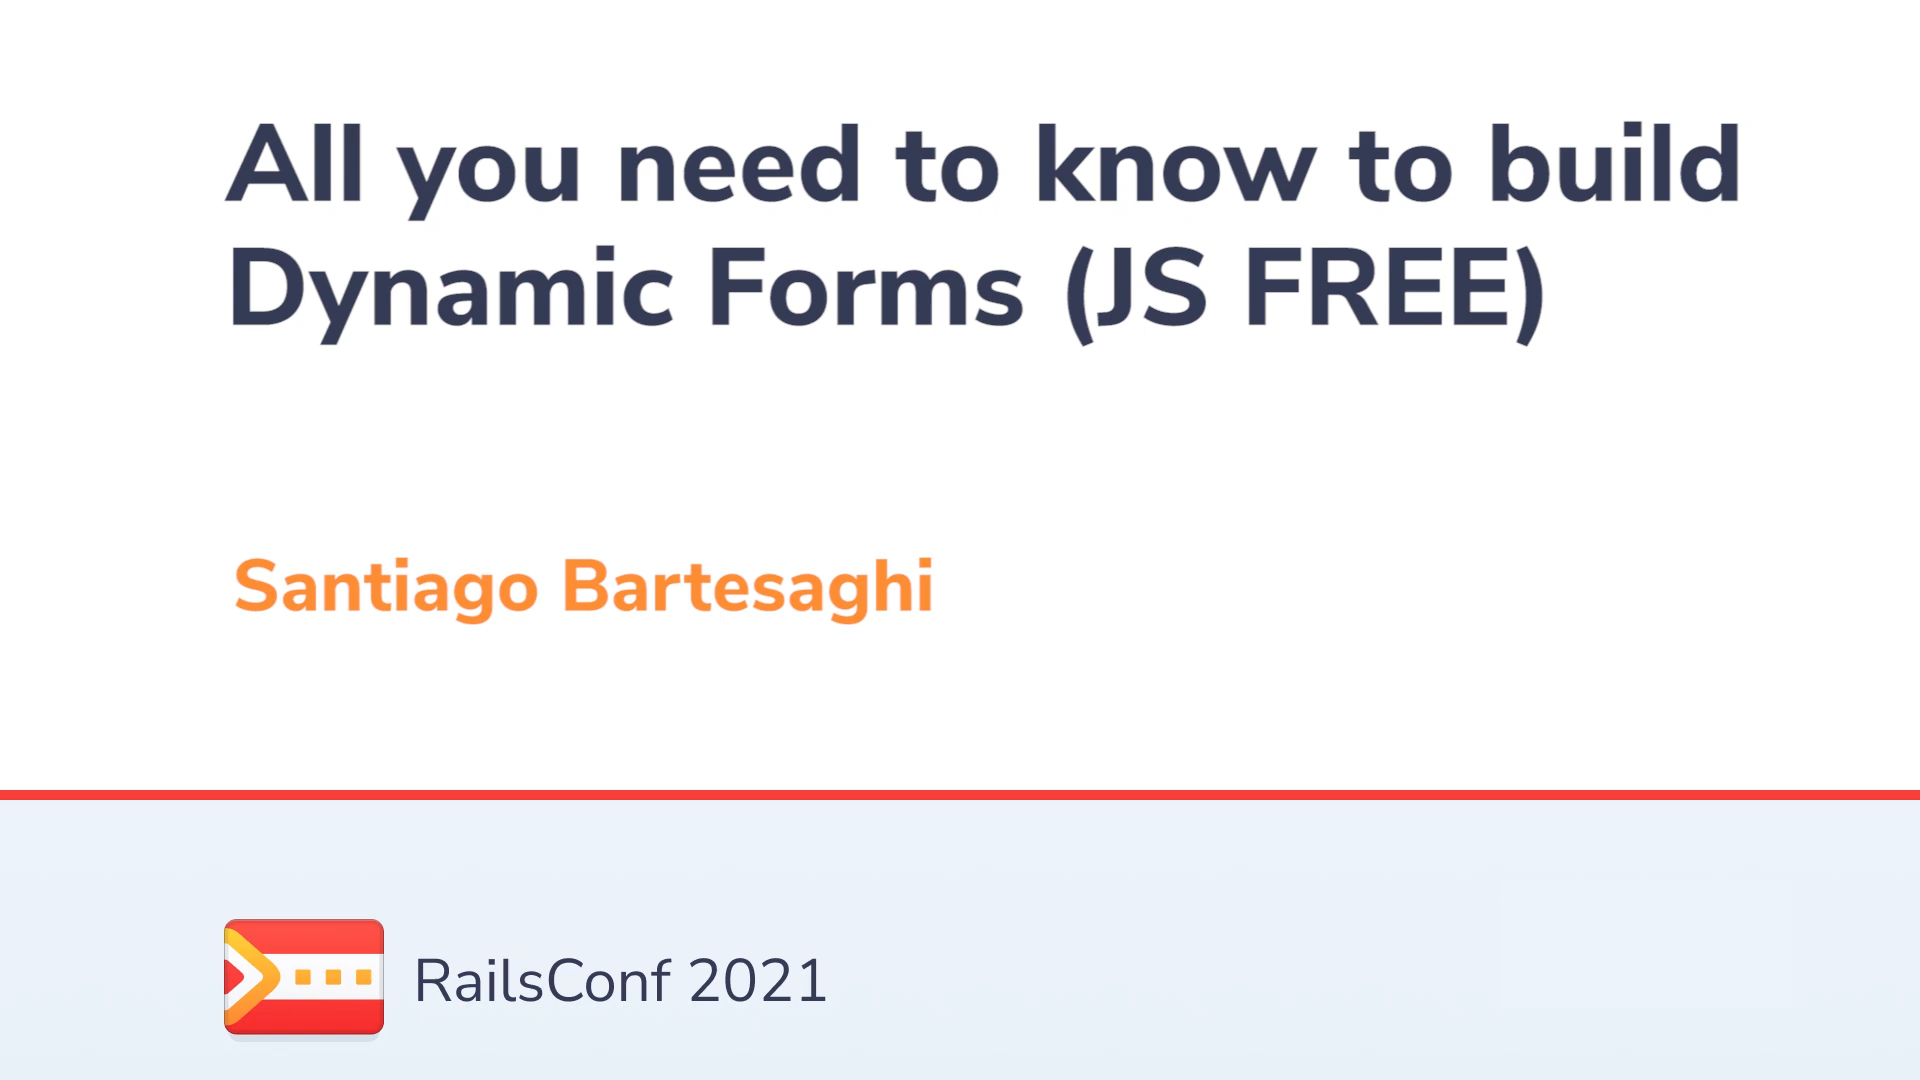 All you need to know to build
Dynamic Forms (JS FREE)
Santiago Bartesaghi
RailsConf 2021